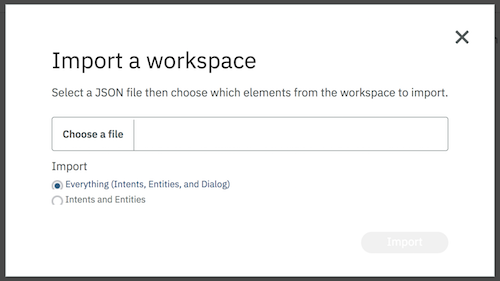 Import a workspace
Select a JSON file then choose which elements from the workspace to import.
Choose a file
Import
Everything (Intents, Entities, and Dialog)
Intents and Entities
Import